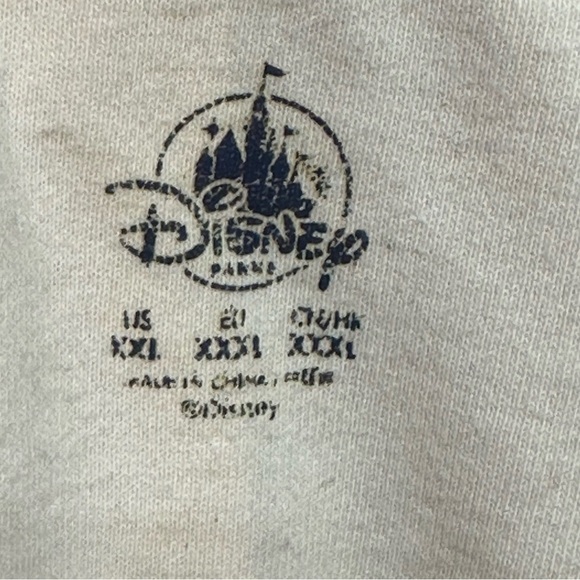 Disney
PARKS
US EU CN/HK
XXL XXXL XXXL
MADE IN CHINA /
©Disney